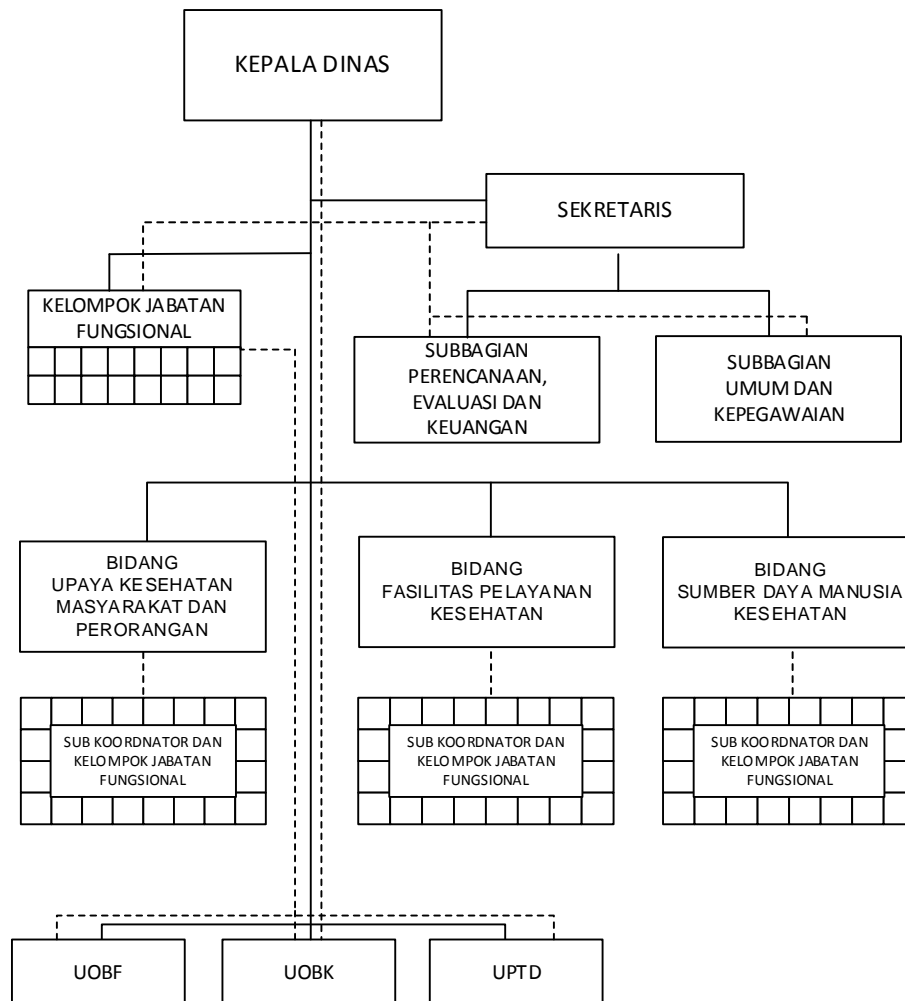 KEPALA DINAS
SEKRETARIS
KELOMPOK JABATAN
FUNGSIONAL
SUBBAGIAN
PERENCANAAN,
EVALUASI DAN
KEUANGAN
SUBBAGIAN
UMUM DAN
KEPEGAWAIAN
BIDANG
UPAYA KESEHATAN
MASYARAKAT DAN
PERORANGAN
BIDANG
FASILITAS PELAYANAN
KESEHATAN
BIDANG
SUMBER DAYA MANUSIA
KESEHATAN
SUB KOORDNATOR DAN
KELOMPOK JABATAN
FUNGSIONAL
SUB KOORDNATOR DAN
KELOMPOK JABATAN
FUNGSIONAL
SUB KOORDNATOR DAN
KELOMPOK JABATAN
FUNGSIONAL
UOBF
UOBK
UPTD